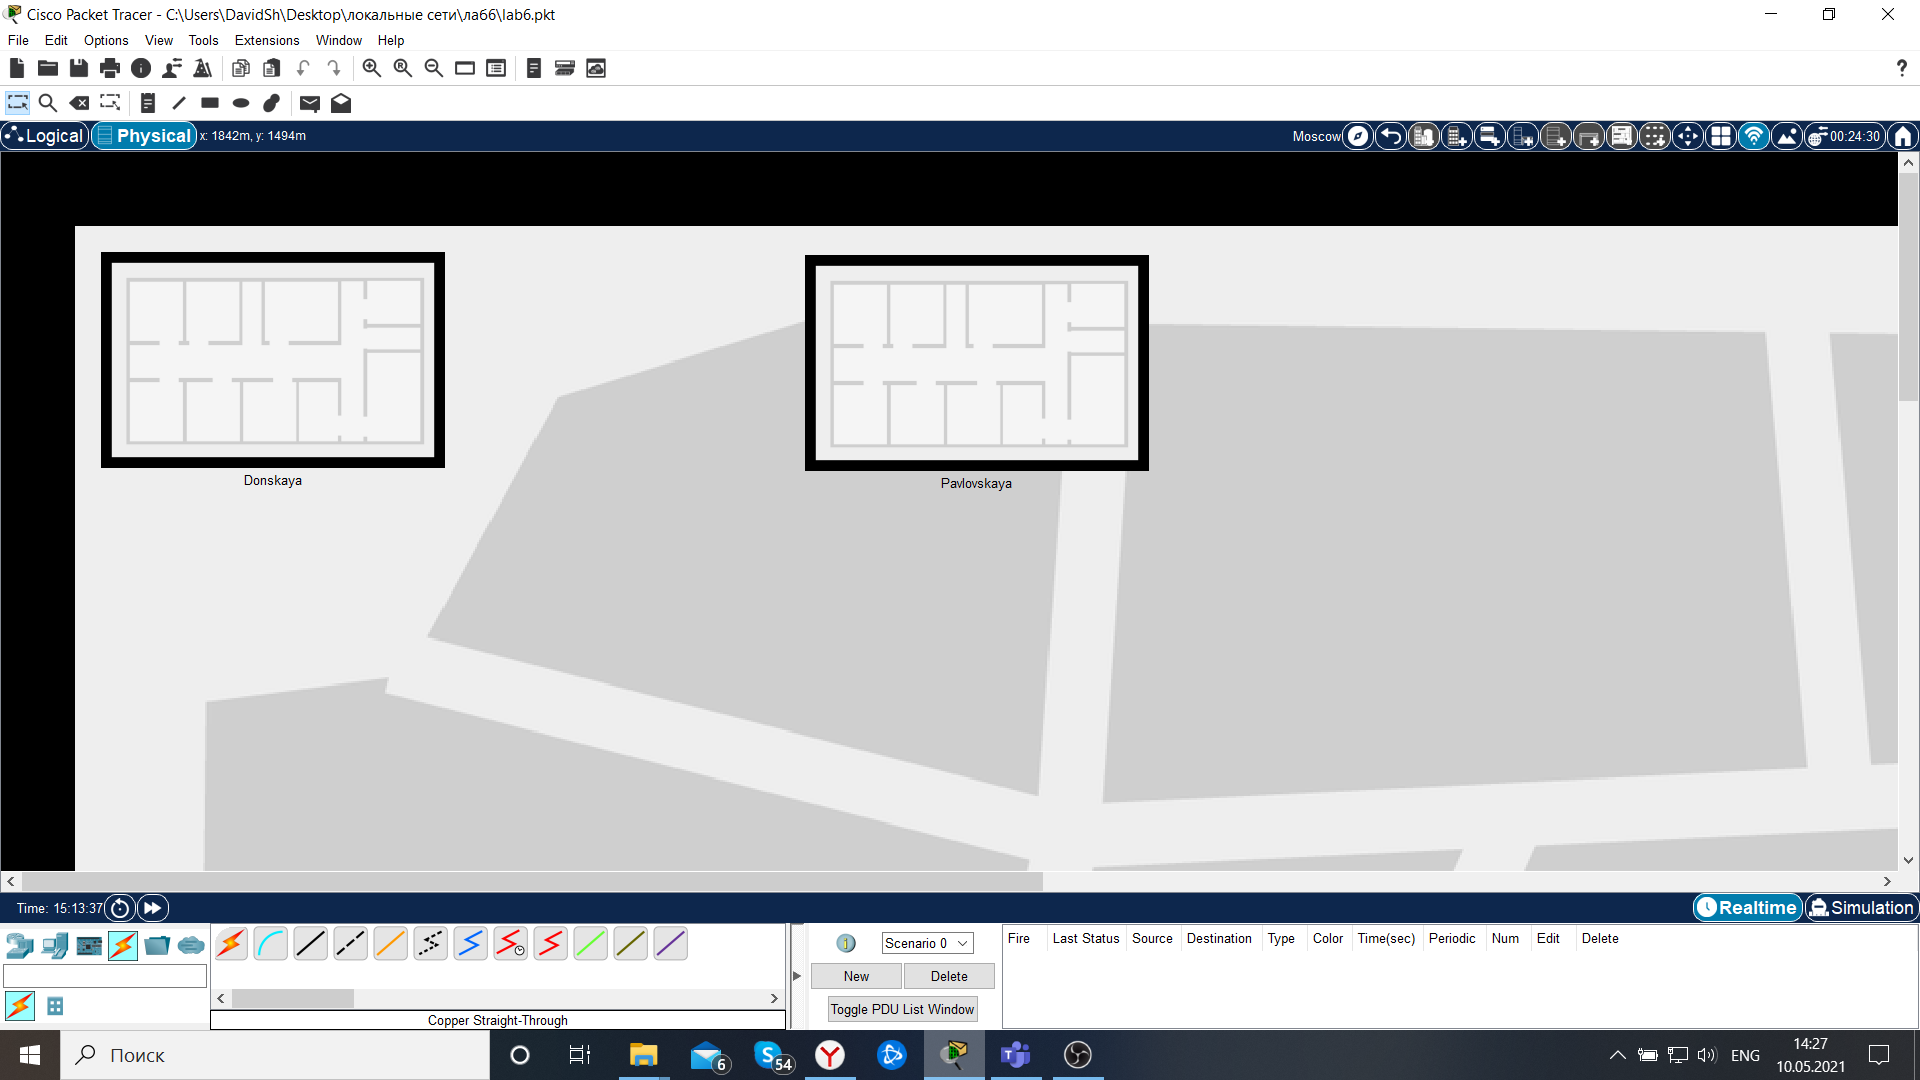 Cisco Packet Tracer - C:\Users\DavidSh\Desktop\локальные сети\лаб6\lab6.pkt
File Edit Options View Tools Extensions Window Help
?
Logical Physical x: 1842m, y: 1494m Moscow 00:24:30
Donskaya
Pavlovskaya
Time: 15:13:37 Realtime Simulation
Scenario 0
Fire Last Status Source Destination Type Color Time(sec) Periodic Num Edit Delete
New Delete
Toggle PDU List Window
Copper Straight-Through
Поиск
6
54
ENG
14:27
10.05.2021